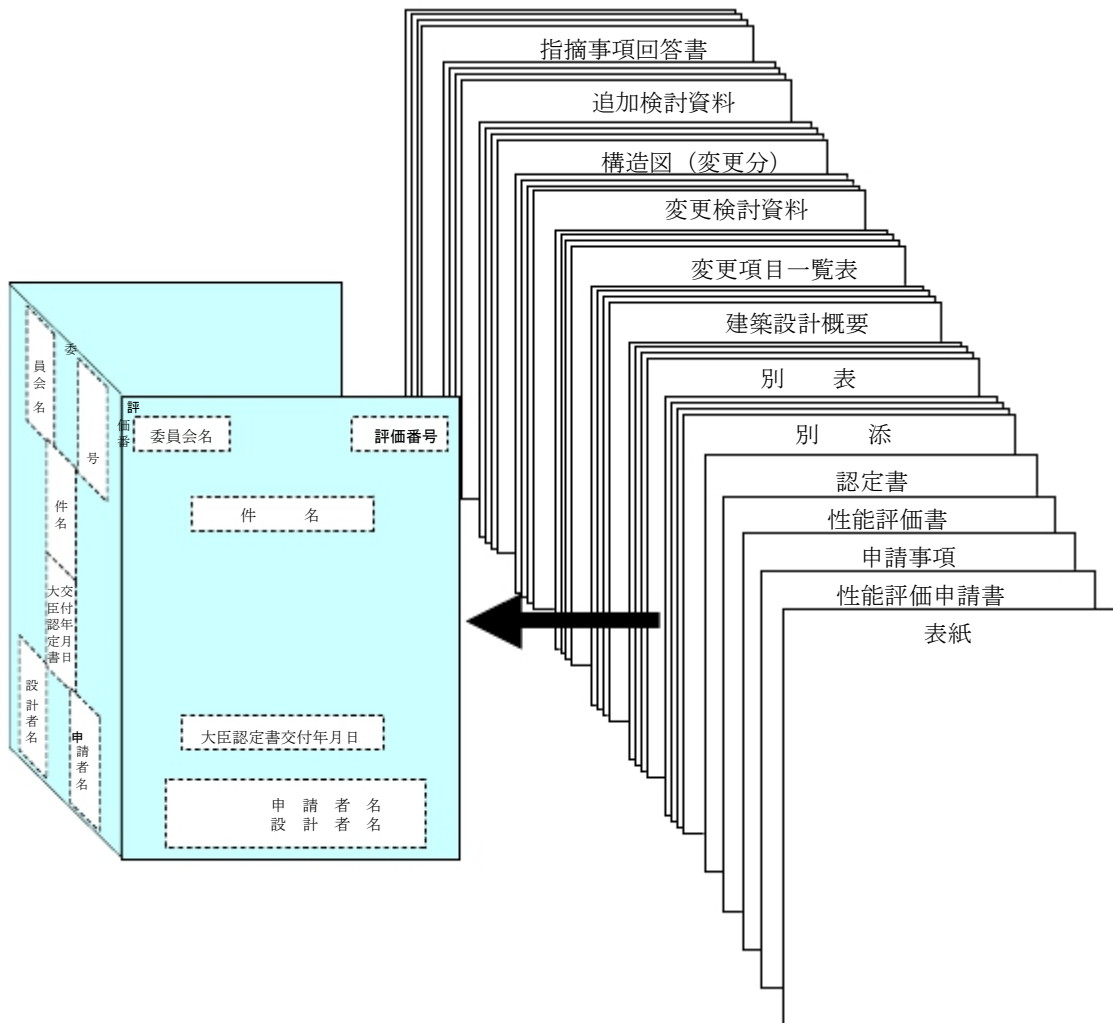 指摘事項回答書
追加検討資料
構造図（変更分）
変更検討資料
変更項目一覧表
建築設計概要
別　表
別　添
認定書
性能評価書
申請事項
性能評価申請書
表紙
委員会名
評価番号
件名
大臣認定書
交付年月日
設計者名
申請者名
委員会名
評価番号
件　名
大臣認定書交付年月日
申 請 者 名
設 計 者 名